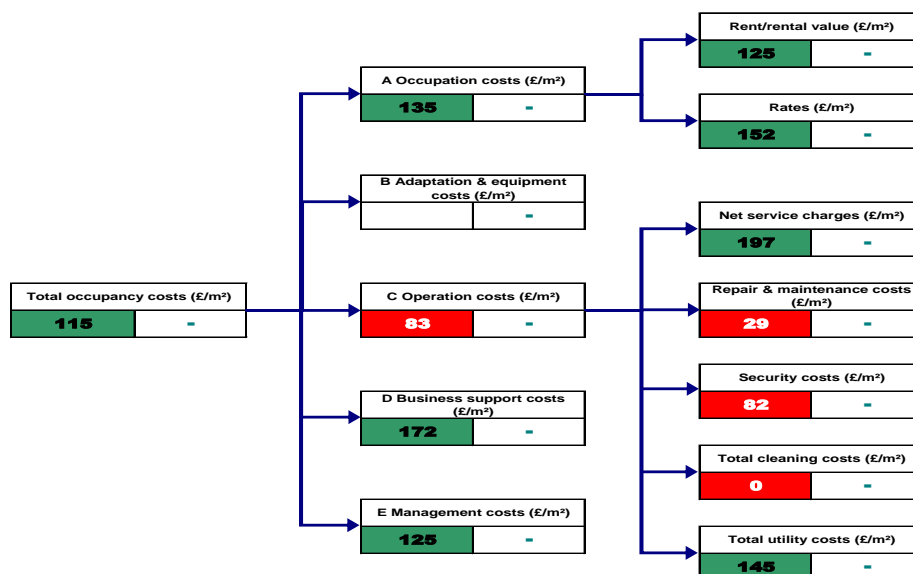 Rent/rental value (£/m²)
125 -
A Occupation costs (£/m²)
135 -
Rates (£/m²)
152 -
B Adaptation & equipment
costs (£/m²)
-
Net service charges (£/m²)
197 -
Total occupancy costs (£/m²)
115 -
C Operation costs (£/m²)
83 -
Repair & maintenance costs
(£/m²)
29 -
Security costs (£/m²)
82 -
D Business support costs
(£/m²)
172 -
Total cleaning costs (£/m²)
0 -
E Management costs (£/m²)
125 -
Total utility costs (£/m²)
145 -